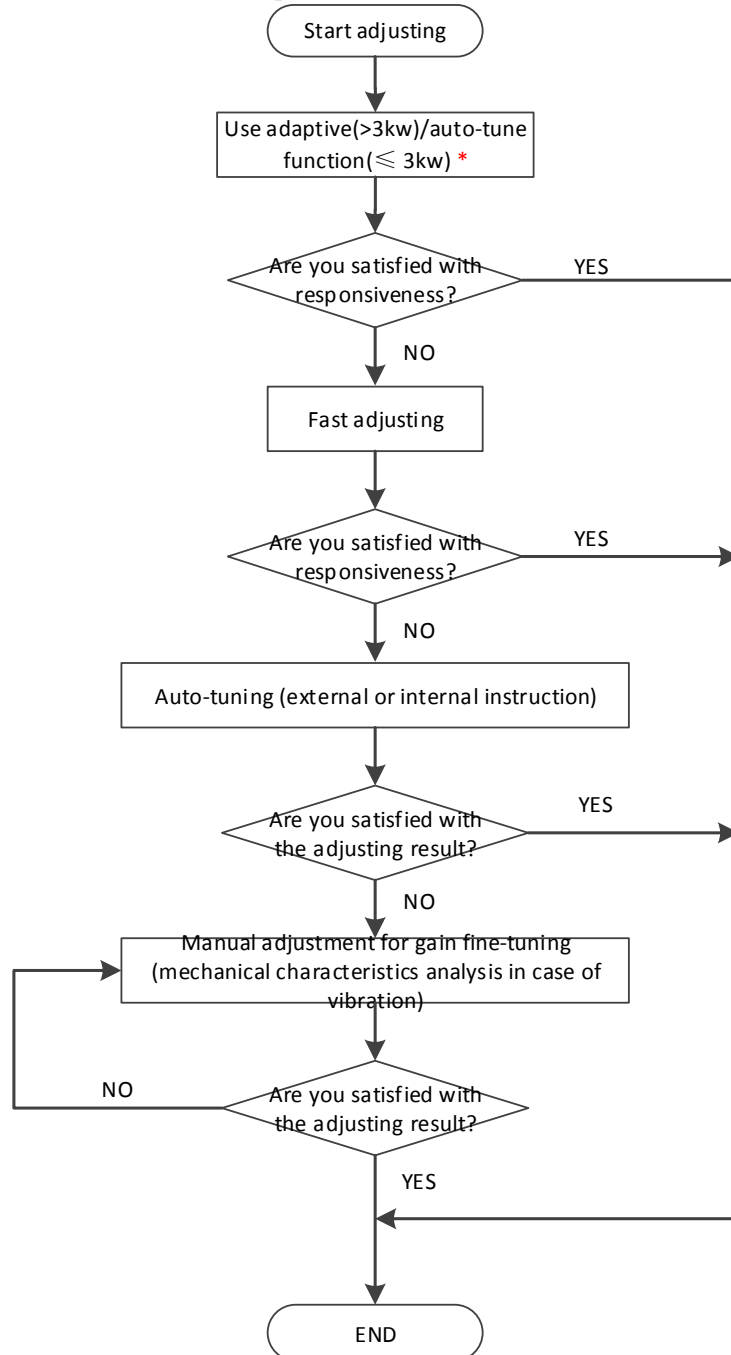 Start adjusting
Use adaptive(>3kw)/auto-tune
function(≤ 3kw) *
Are you satisfied with
responsiveness?
YES
NO
Fast adjusting
Are you satisfied with
responsiveness?
YES
NO
Auto-tuning (external or internal instruction)
Are you satisfied with
the adjusting result?
YES
NO
Manual adjustment for gain fine-tuning
(mechanical characteristics analysis in case of
vibration)
Are you satisfied with
the adjusting result?
NO
YES
END